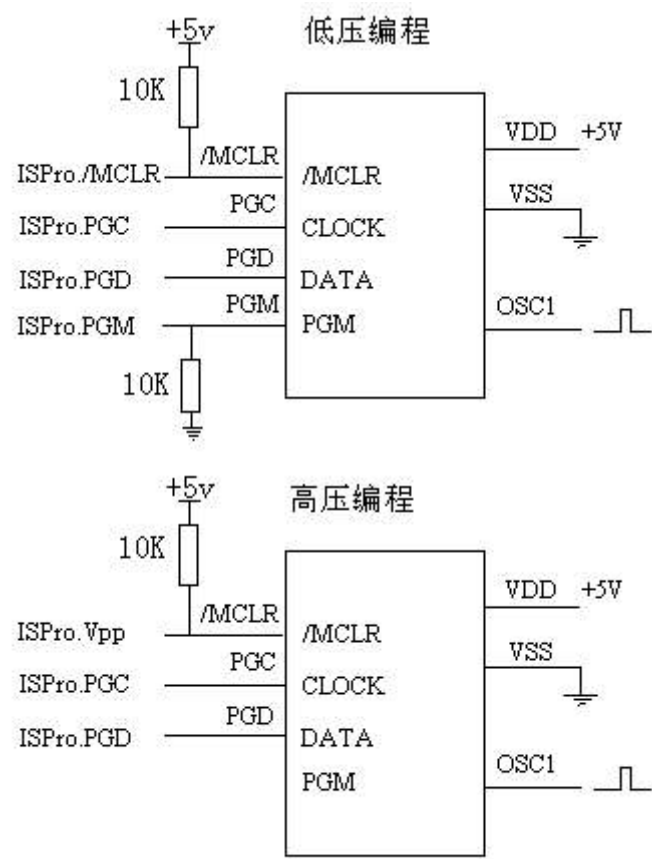 +5v 低压编程
10K
VDD +5V
ISPro./MCLR /MCLR /MCLR
VSS
ISPro.PGC PGC CLOCK
ISPro.PGD PGD DATA
ISPro.PGM PGM PGM OSC1
10K
+5v 高压编程
10K
VDD +5V
ISPro.Vpp /MCLR /MCLR
VSS
ISPro.PGC PGC CLOCK
ISPro.PGD PGD DATA
PGM OSC1